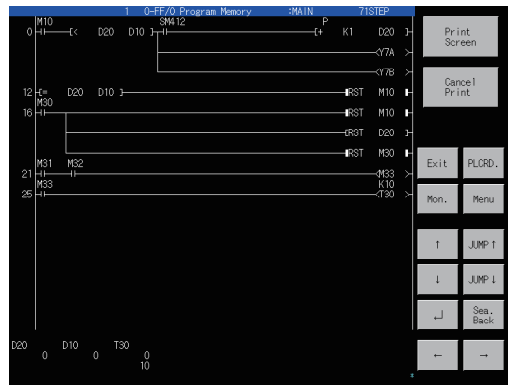 1 0-FF/0 Program Memory :MAIN 71STEP
M10 SM412 P
0 [< D20 D10 ] [+ K1 D20 ]
<Y7A >
<Y7B >
12 [= D20 D10 ] RST M10
M30
16 RST M10
[RST D20 ]
RST M30
M31 M32
21 <M33 >
M33 K10
25 <T30 >
D20 D10 T30
0 0 0
10
*
Print
Screen
Cancel
Print
Exit PLCRD.
Mon. Menu
↑ JUMP↑
↓ JUMP↓
↵ Sea.
Back
← →